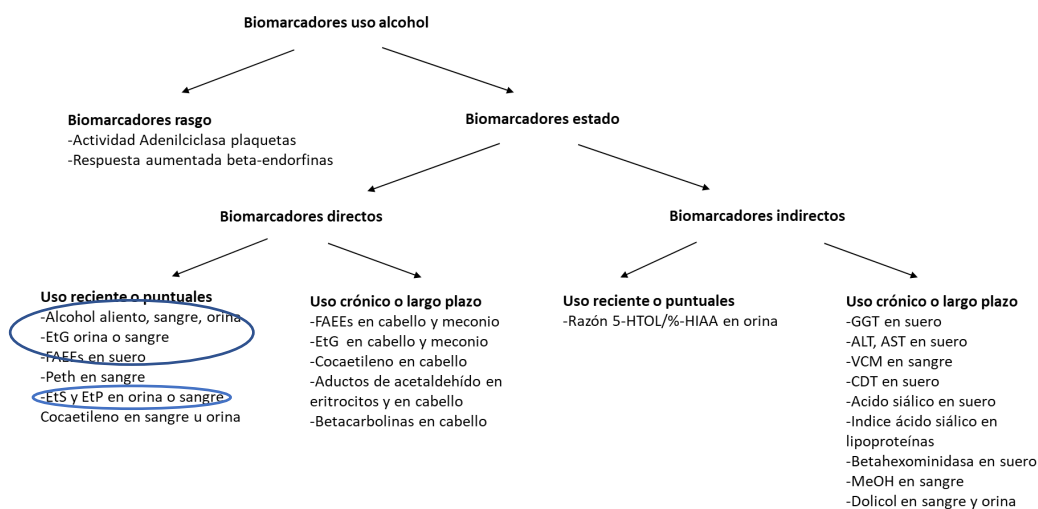 Biomarcadores uso alcohol
Biomarcadores rasgo
-Actividad Adenilciclasa plaquetas
-Respuesta aumentada beta-endorfinas
Biomarcadores estado
Biomarcadores directos
Biomarcadores indirectos
Uso reciente o puntuales
-Alcohol aliento, sangre, orina
-EtG orina o sangre
-FAEEs en suero
-Peth en sangre
-EtS y EtP en orina o sangre
Cocaetileno en sangre u orina
Uso crónico o largo plazo
-FAEEs en cabello y meconio
-EtG en cabello y meconio
-Cocaetileno en cabello
-Aductos de acetaldehído en
eritrocitos y en cabello
-Betacarbolinas en cabello
Uso reciente o puntuales
-Razón 5-HTOL/%-HIAA en orina
Uso crónico o largo plazo
-GGT en suero
-ALT, AST en suero
-VCM en sangre
-CDT en suero
-Acido siálico en suero
-Indice ácido siálico en
lipoproteínas
-Betahexominidasa en suero
-MeOH en sangre
-Dolicol en sangre y orina